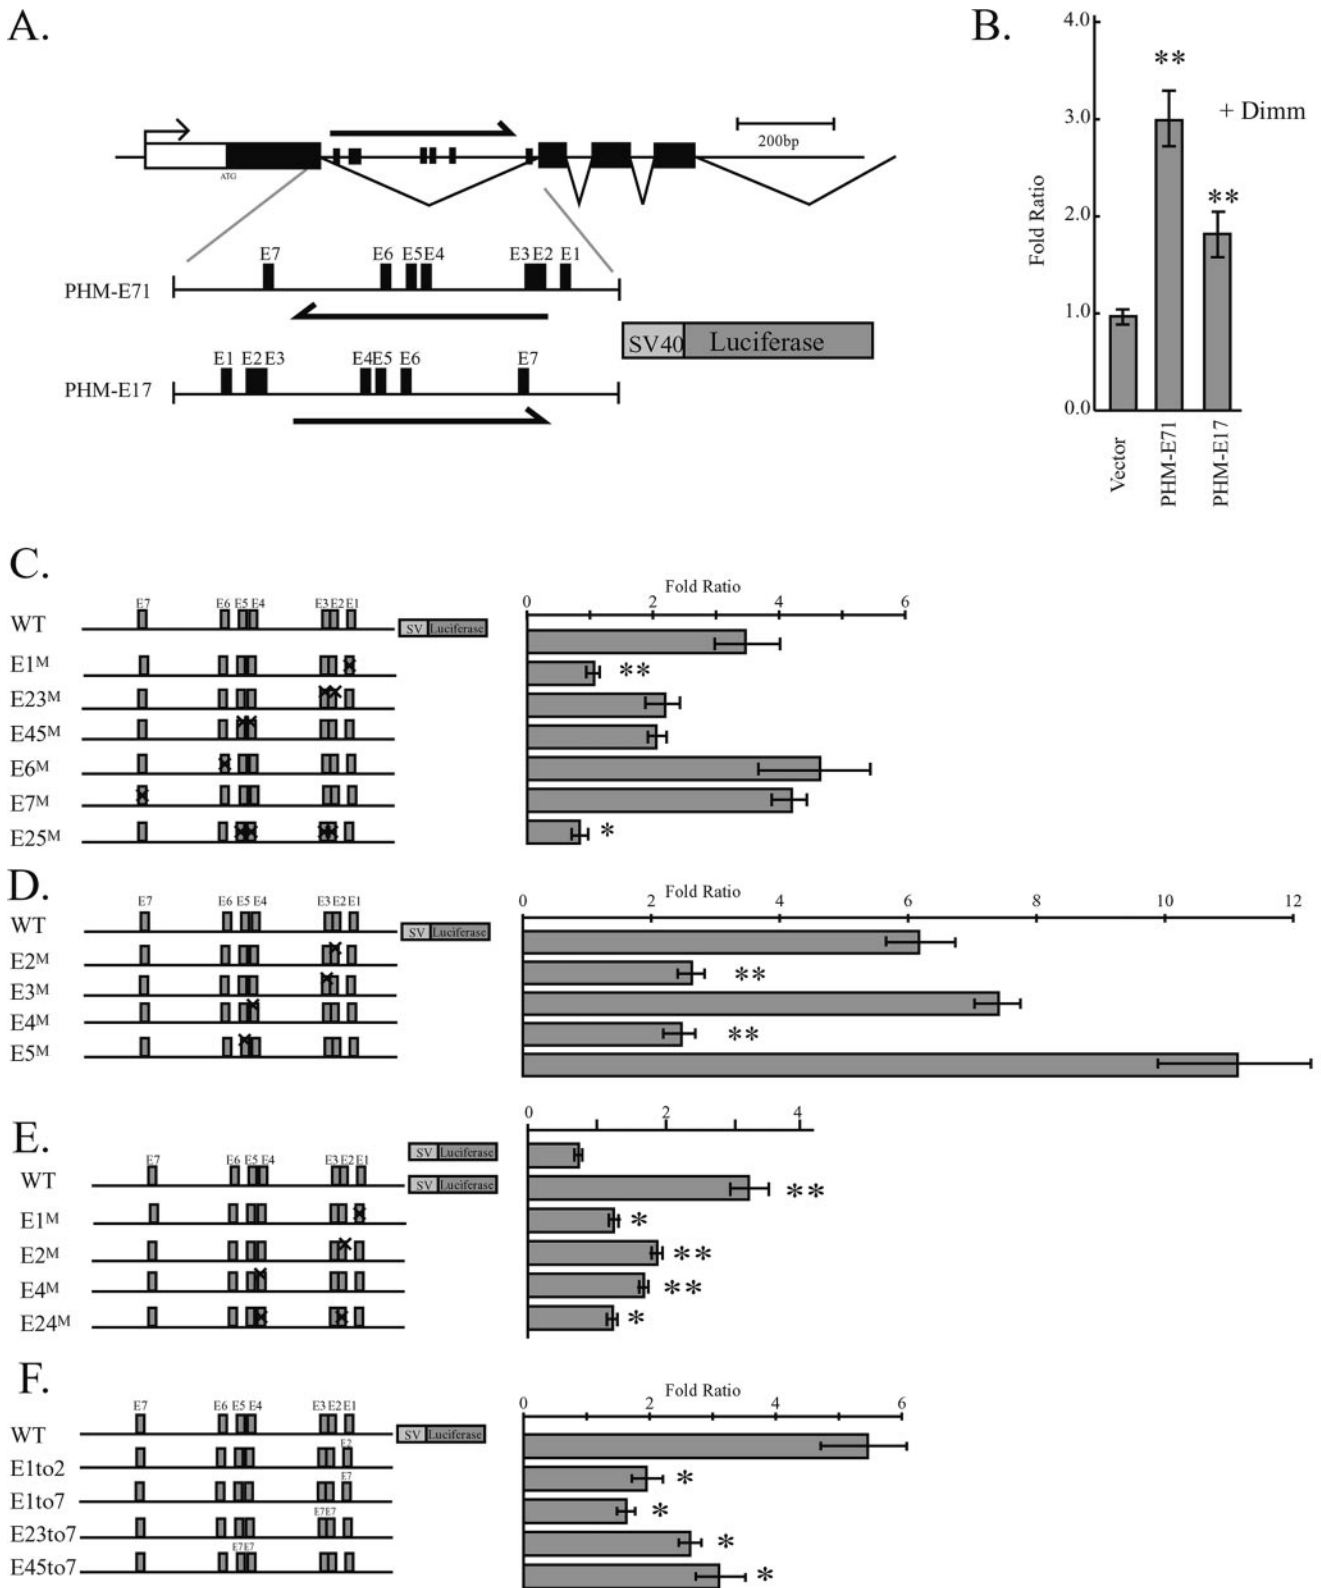 A.
B.
4.0
**
3.0
+ Dimm
200bp
ATG
Fold Ratio
2.0
**
E7 E6 E5 E4 E3 E2 E1
PHM-E71
1.0
SV40 Luciferase
E1 E2 E3 E4 E5 E6 E7
PHM-E17
0.0
Vector
PHM-E71
PHM-E17
C.
Fold Ratio
0 2 4 6
E7 E6 E5 E4 E3 E2 E1
WT
SV Luciferase
E1M **
E23M
E45M
E6M
E7M
E25M *
D.
Fold Ratio
0 2 4 6 8 10 12
E7 E6 E5 E4 E3 E2 E1
WT
SV Luciferase
E2M **
E3M
E4M **
E5M
E.
0 2 4
SV Luciferase
E7 E6 E5 E4 E3 E2 E1
WT
SV Luciferase
**
E1M *
E2M **
E4M **
E24M *
F.
Fold Ratio
0 2 4 6
E7 E6 E5 E4 E3 E2 E1
WT
SV Luciferase
E2
E1to2 *
E7
E1to7 *
E7E7
E23to7 *
E7E7
E45to7 *